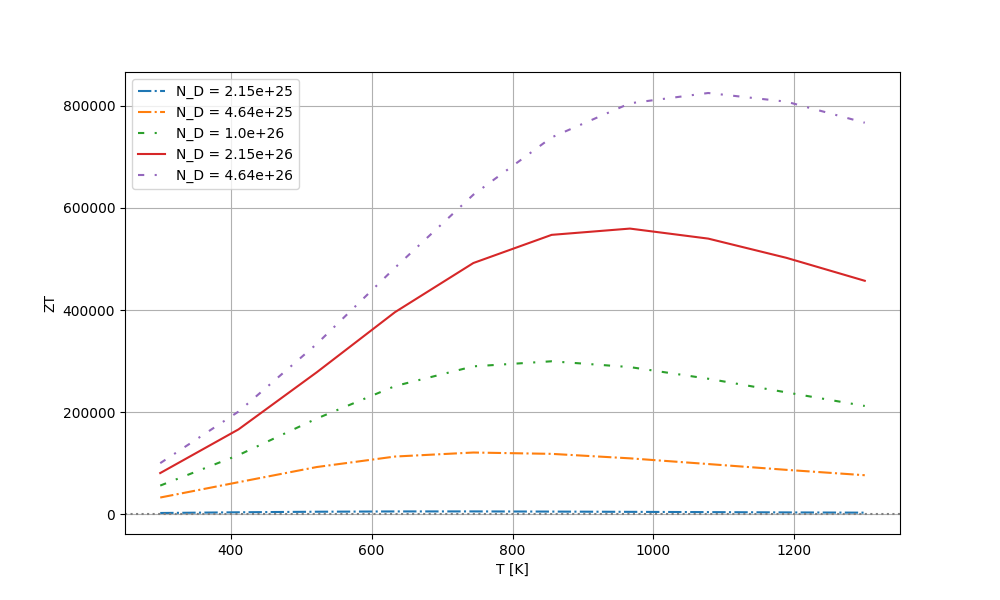 N_D = 2.15e+25
N_D = 4.64e+25
N_D = 1.0e+26
N_D = 2.15e+26
N_D = 4.64e+26
800000
600000
400000
200000
0
ZT
400 600 800 1000 1200
T [K]